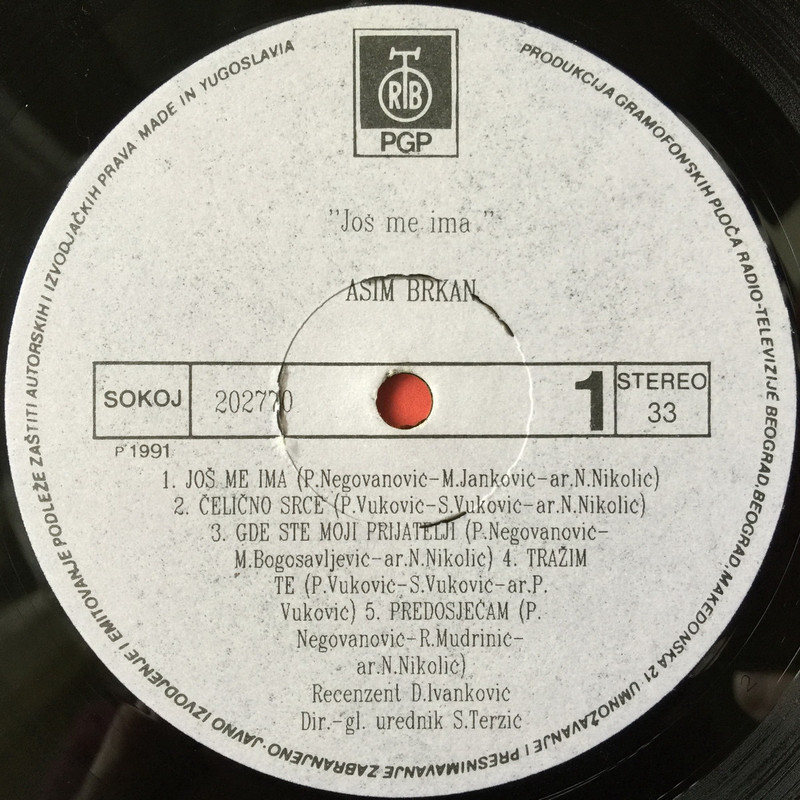 RTB
PGP
"Još me ima"
ASIM BRKAN
SOKOJ
202770
1
STEREO
33
P 1991
1. JOŠ ME IMA (P.Negovanović-M.Janković-ar.N.Nikolić)
2. ČELIČNO SRCE (P.Vuković-S.Vuković-ar.N.Nikolić)
3. GDE STE MOJI PRIJATELJI (P.Negovanović-
M.Bogosavljević-ar.N.Nikolić) 4. TRAŽIM
TE (P.Vuković-S.Vuković-ar.P.
Vuković) 5. PREDOSJEĆAM (P.
Negovanović-R.Mudrinić-
ar.N.Nikolić)
Recenzent D.Ivanković
Dir.-gl. urednik S.Terzić
PRODUKCIJA GRAMOFONSKIH PLOČA RADIO-TELEVIZIJE BEOGRAD, BEOGRAD, MAKEDONSKA 21 · UMNOŽAVANJE I PRESNIMAVANJE ZABRANJENO · JAVNO IZVODJENJE I EMITOVANJE PODLEŽE ZAŠTITI AUTORSKIH I IZVODJAČKIH PRAVA · MADE IN YUGOSLAVIA